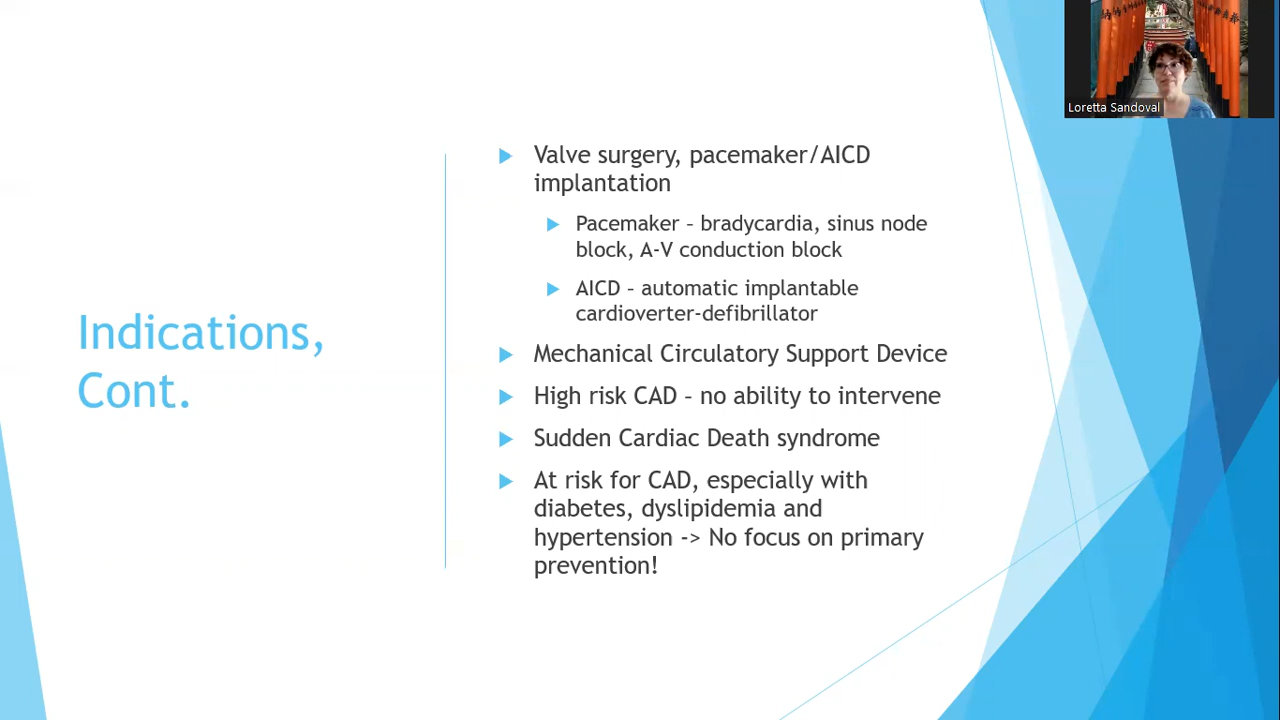 Loretta Sandoval
Indications,
Cont.
Valve surgery, pacemaker/AICD
implantation
Pacemaker – bradycardia, sinus node
block, A-V conduction block
AICD – automatic implantable
cardioverter-defibrillator
Mechanical Circulatory Support Device
High risk CAD – no ability to intervene
Sudden Cardiac Death syndrome
At risk for CAD, especially with
diabetes, dyslipidemia and
hypertension -> No focus on primary
prevention!